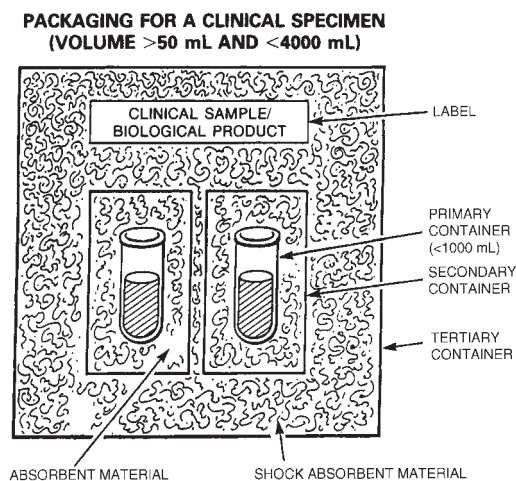 PACKAGING FOR A CLINICAL SPECIMEN
(VOLUME >50 mL AND <4000 mL)
CLINICAL SAMPLE/
BIOLOGICAL PRODUCT
LABEL
PRIMARY
CONTAINER
(<1000 mL)
SECONDARY
CONTAINER
TERTIARY
CONTAINER
ABSORBENT MATERIAL
SHOCK ABSORBENT MATERIAL